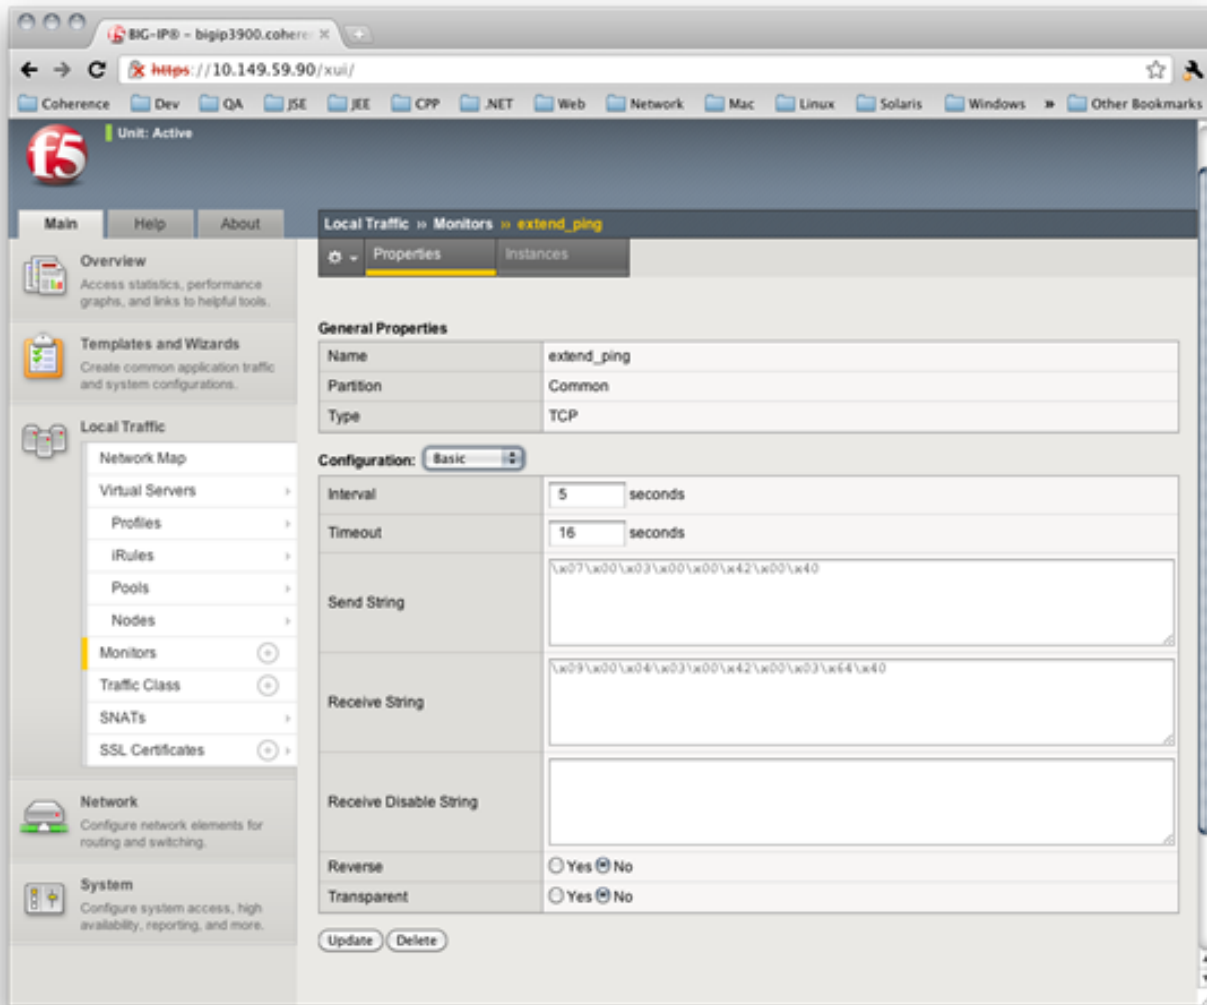 BIG-IP® - bigip3900.cohere
https://10.149.59.90/xui/
Coherence Dev QA JSE JEE CPP .NET Web Network Mac Linux Solaris Windows » Other Bookmarks
f5
Unit: Active
Main Help About
Local Traffic » Monitors » extend_ping
Properties Instances
Overview
Access statistics, performance
graphs, and links to helpful tools.
Templates and Wizards
Create common application traffic
and system configurations.
Local Traffic
Network Map
Virtual Servers
Profiles
iRules
Pools
Nodes
Monitors
Traffic Class
SNATs
SSL Certificates
Network
Configure network elements for
routing and switching.
System
Configure system access, high
availability, reporting, and more.
General Properties
Name extend_ping
Partition Common
Type TCP
Configuration: Basic
Interval 5 seconds
Timeout 16 seconds
Send String \x07\x00\x03\x00\x00\x42\x00\x40
Receive String \x09\x00\x04\x03\x00\x42\x00\x03\x64\x40
Receive Disable String
Reverse Yes No
Transparent Yes No
Update Delete